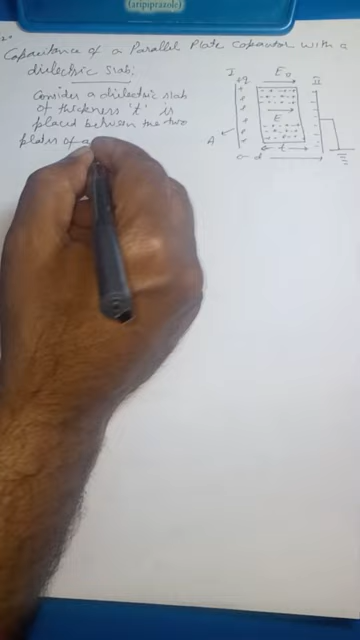 (aripiprazole)
Capacitance of a Parallel Plate Capacitor with a
dielectric slab:
Consider a dielectric slab
of thickness 't' is
placed between the two
plates of a
I
II
E₀
E
A
t
d